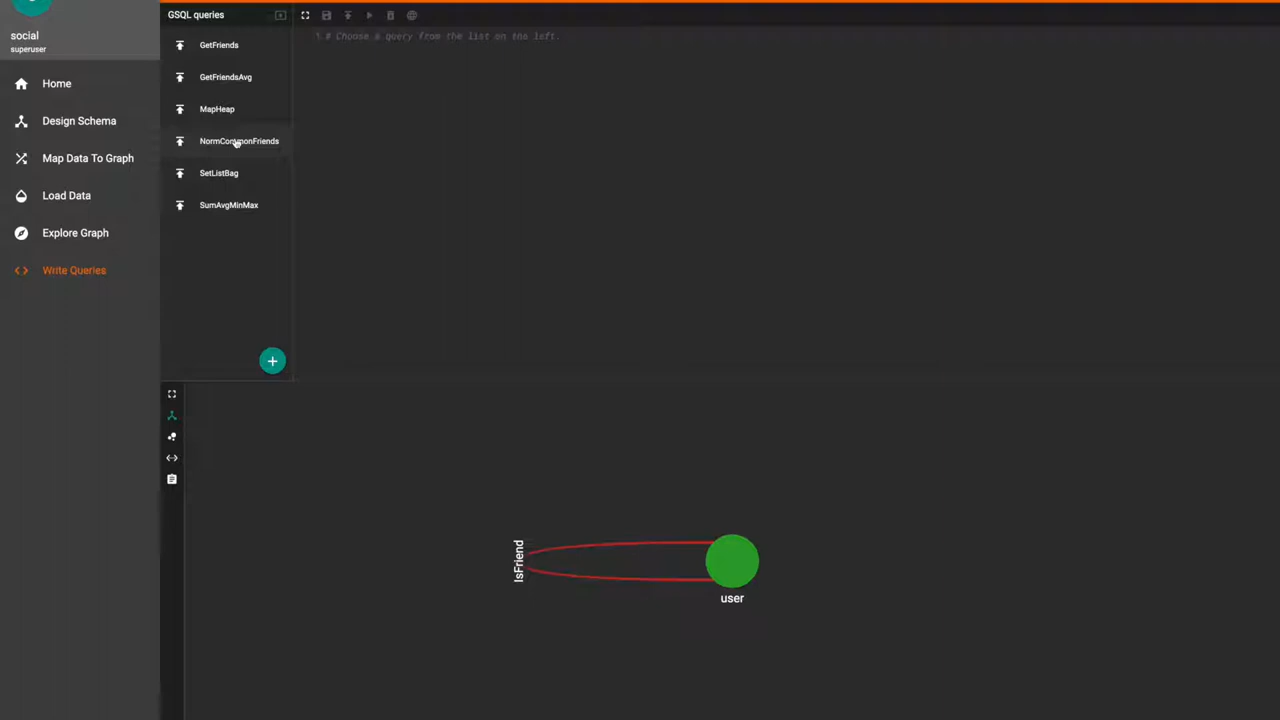 social
superuser
Home
Design Schema
Map Data To Graph
Load Data
Explore Graph
Write Queries
GSQL queries
GetFriends
GetFriendsAvg
MapHeap
NormCommonFriends
SetListBag
SumAvgMinMax
1 # Choose a query from the list on the left.
IsFriend
user